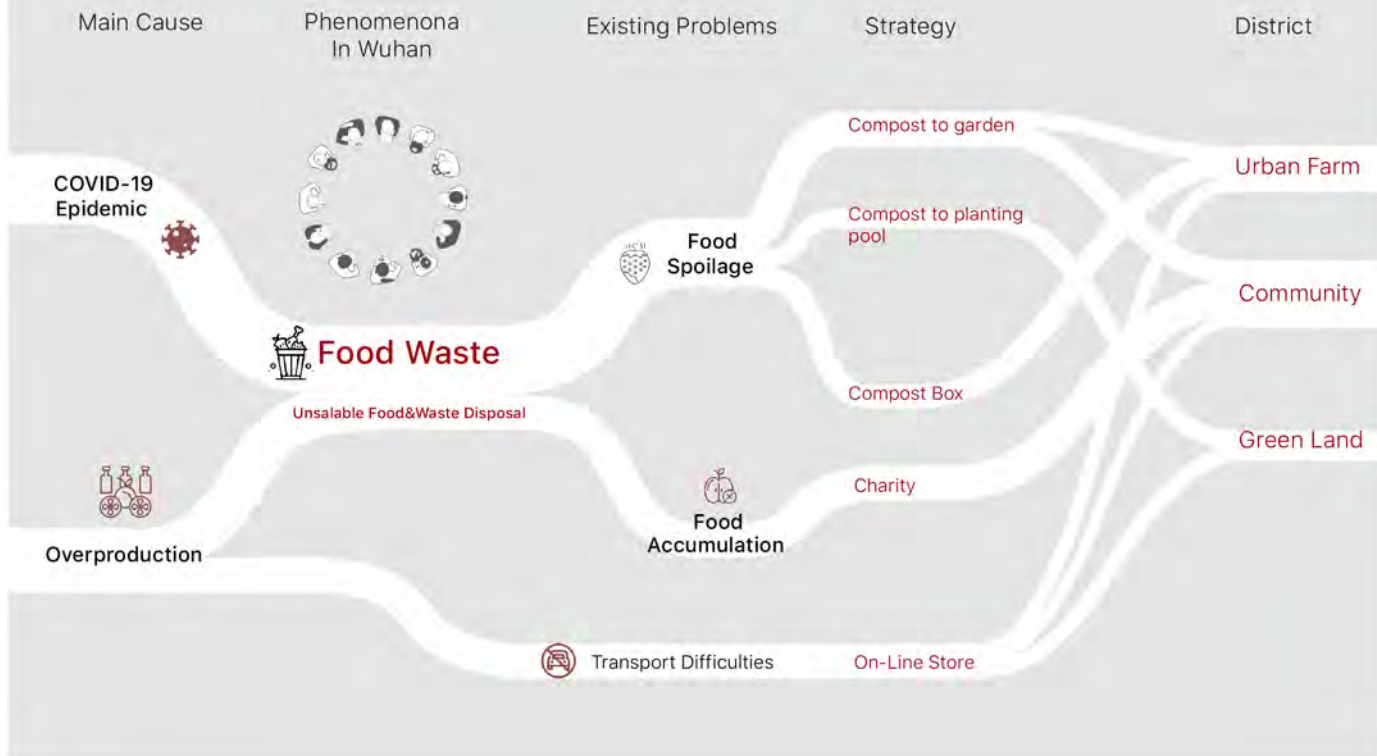 Main Cause
Phenomenona
In Wuhan
Existing Problems
Strategy
District
COVID-19
Epidemic
Food Waste
Unsalable Food&Waste Disposal
Overproduction
Food
Spoilage
Food
Accumulation
Transport Difficulties
Compost to garden
Compost to planting
pool
Compost Box
Charity
On-Line Store
Urban Farm
Community
Green Land